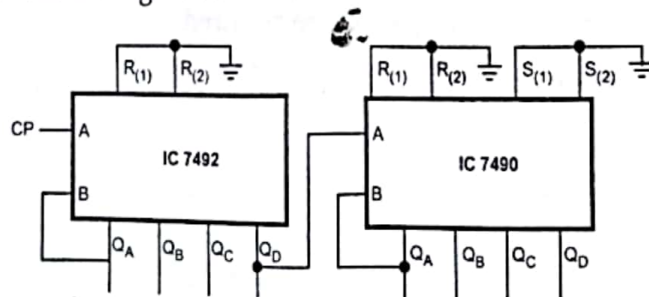 R(1) R(2) R(1) R(2) S(1) S(2)
CP A IC 7492 A IC 7490
B B
QA QB QC QD QA QB QC QD